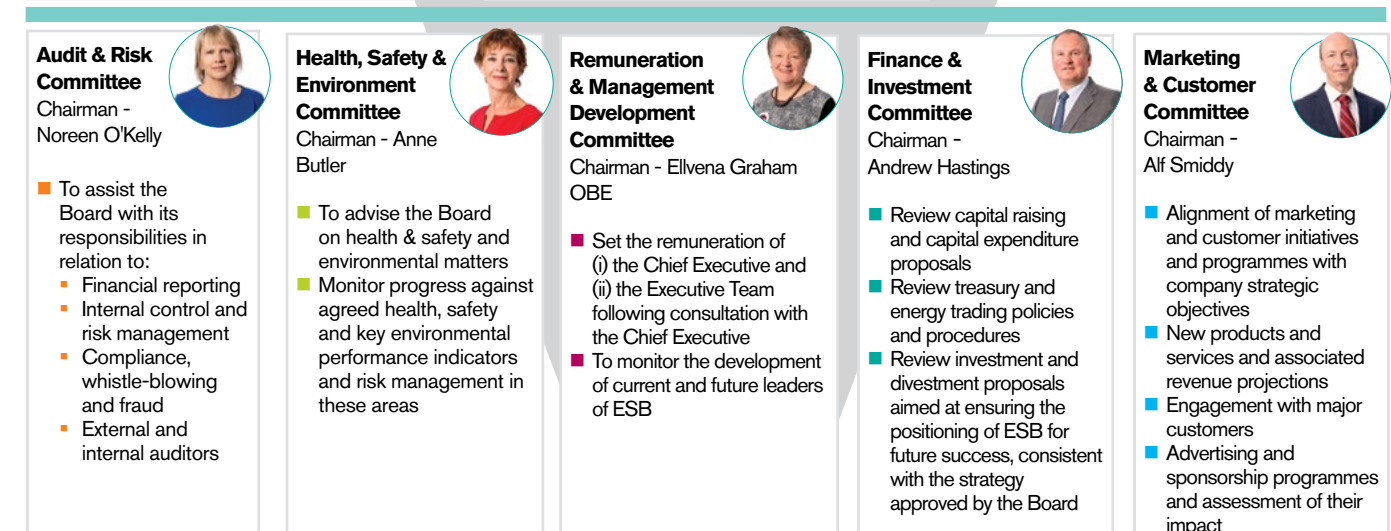 Audit & Risk
Committee
Chairman -
Noreen O'Kelly
To assist the
Board with its
responsibilities in
relation to:
Financial reporting
Internal control and
risk management
Compliance,
whistle-blowing
and fraud
External and
internal auditors
Health, Safety &
Environment
Committee
Chairman - Anne
Butler
To advise the Board
on health & safety and
environmental matters
Monitor progress against
agreed health, safety
and key environmental
performance indicators
and risk management in
these areas
Remuneration
& Management
Development
Committee
Chairman - Ellvena Graham
OBE
Set the remuneration of
(i) the Chief Executive and
(ii) the Executive Team
following consultation with
the Chief Executive
To monitor the development
of current and future leaders
of ESB
Finance &
Investment
Committee
Chairman -
Andrew Hastings
Review capital raising
and capital expenditure
proposals
Review treasury and
energy trading policies
and procedures
Review investment and
divestment proposals
aimed at ensuring the
positioning of ESB for
future success, consistent
with the strategy
approved by the Board
Marketing
& Customer
Committee
Chairman -
Alf Smiddy
Alignment of marketing
and customer initiatives
and programmes with
company strategic
objectives
New products and
services and associated
revenue projections
Engagement with major
customers
Advertising and
sponsorship programmes
and assessment of their
impact